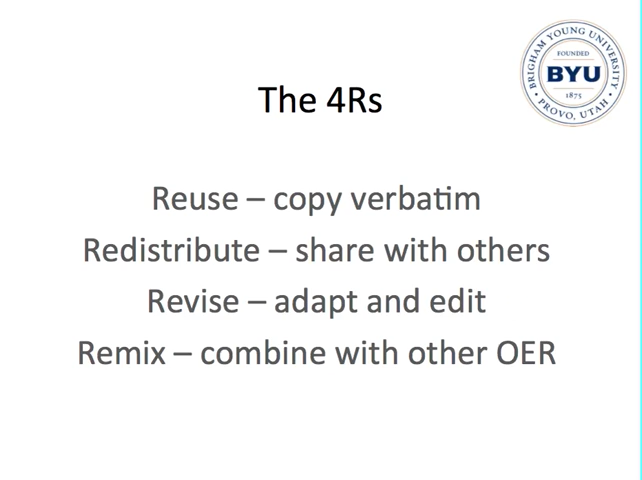 BRIGHAM YOUNG UNIVERSITY
FOUNDED
BYU
1875
PROVO, UTAH
The 4Rs
Reuse – copy verbatim
Redistribute – share with others
Revise – adapt and edit
Remix – combine with other OER